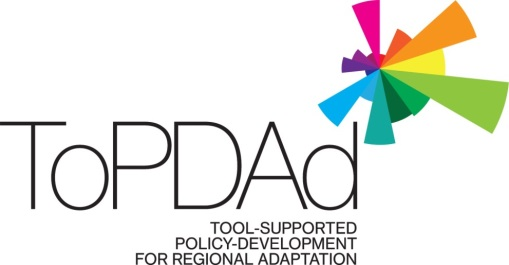 ToPDAd
TOOL-SUPPORTED
POLICY-DEVELOPMENT
FOR REGIONAL ADAPTATION